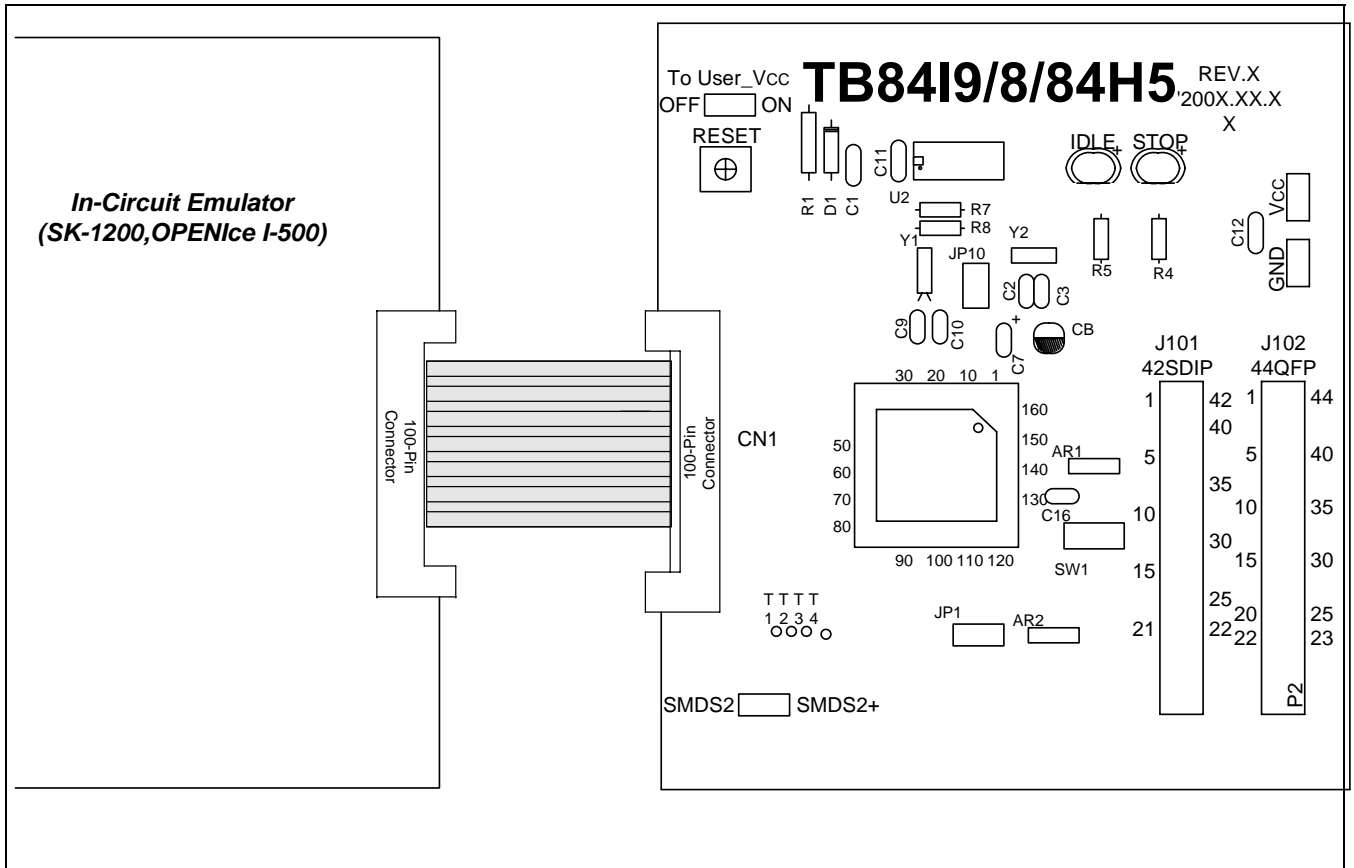 In-Circuit Emulator
(SK-1200,OPENIce I-500)
100-Pin
Connector
100-Pin
Connector
CN1
To User_VCC
OFF ON
RESET
TB84I9/8/84H5
REV.X
'200X.XX.X
X
IDLE +
STOP +
R1
D1
C1
C11
U2
R7
R8
Y1
JP10
Y2
C2
C3
C9
C10
+
C7
CB
R5
R4
C12
VCC
GND
30 20 10 1
160
150
140
130
50
60
70
80
90 100 110 120
AR1
C16
SW1
J101
42SDIP
1 42
40
5
35
10
30
15
25
21 22
J102
44QFP
1 44
5 40
10 35
15 30
20 25
22 23
P2
T T T T
1 2 3 4
JP1
AR2
SMDS2 SMDS2+